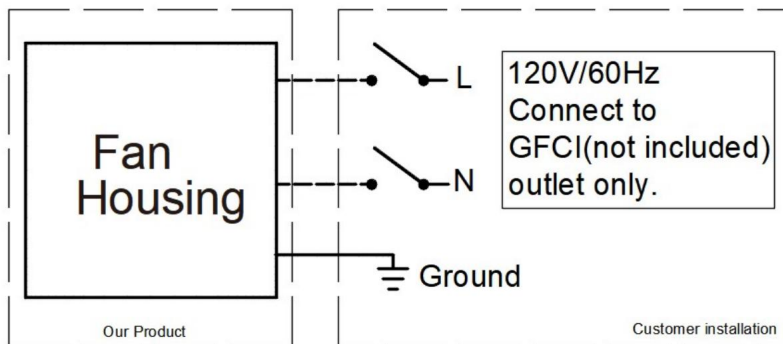 Fan
Housing
L
N
Ground
120V/60Hz
Connect to
GFCI(not included)
outlet only.
Our Product
Customer installation